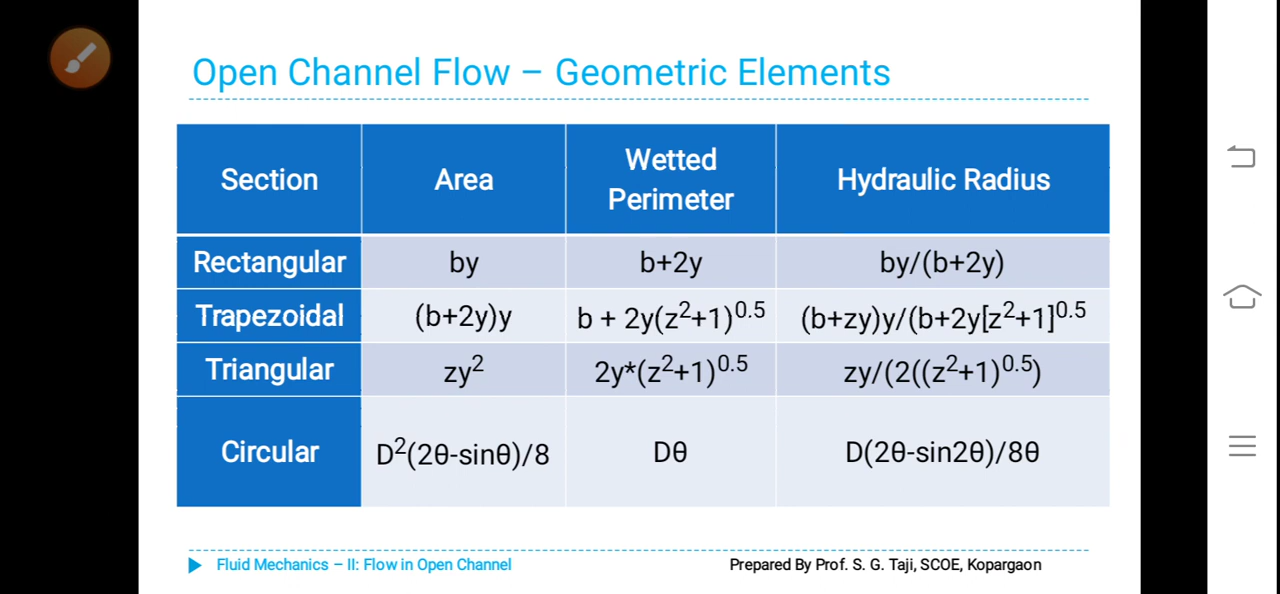 Open Channel Flow – Geometric Elements
Section Area Wetted Perimeter Hydraulic Radius
Rectangular by b+2y by/(b+2y)
Trapezoidal (b+2y)y b + 2y(z²+1)^0.5 (b+zy)y/(b+2y[z²+1]^0.5
Triangular zy² 2y*(z²+1)^0.5 zy/(2((z²+1)^0.5)
Circular D²(2θ-sinθ)/8 Dθ D(2θ-sin2θ)/8θ
Fluid Mechanics – II: Flow in Open Channel Prepared By Prof. S. G. Taji, SCOE, Kopargaon